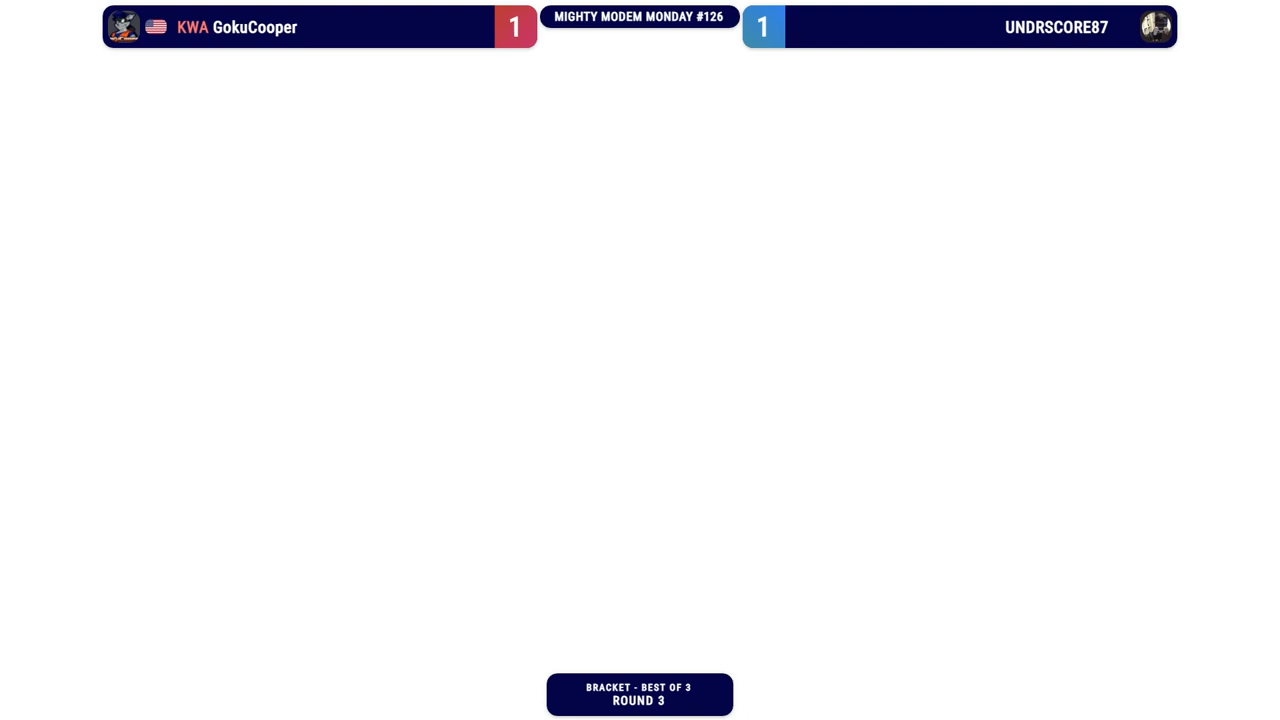 KWA GokuCooper
1
MIGHTY MODEM MONDAY #126
1
UNDRSCORE87
BRACKET - BEST OF 3
ROUND 3